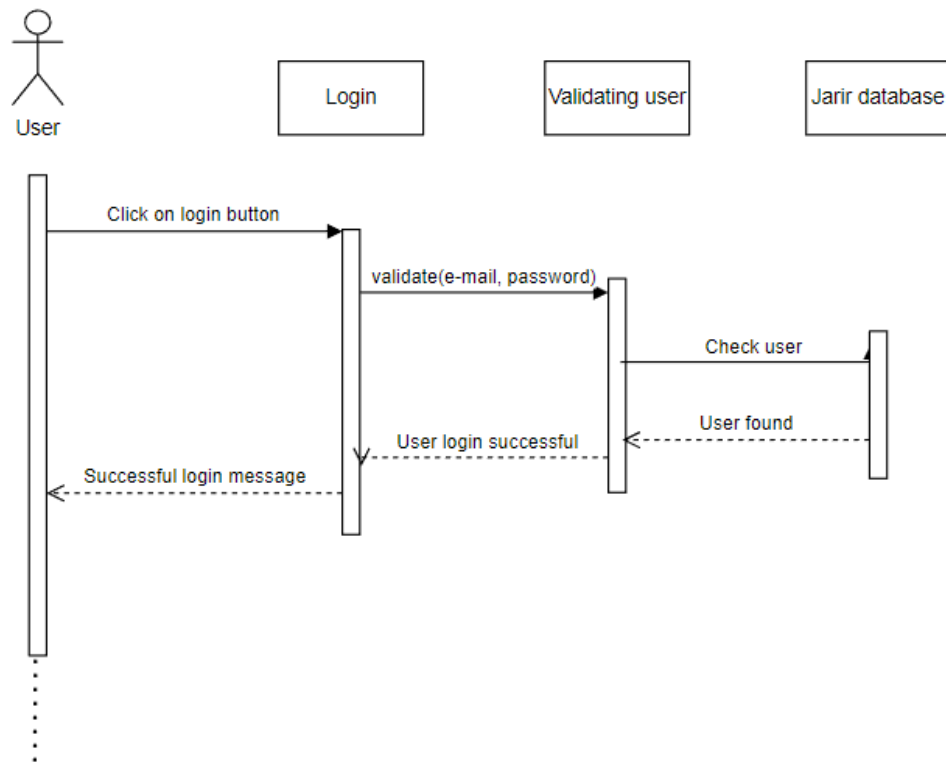 User
Login
Validating user
Jarir database
Click on login button
validate(e-mail, password)
Check user
User found
User login successful
Successful login message